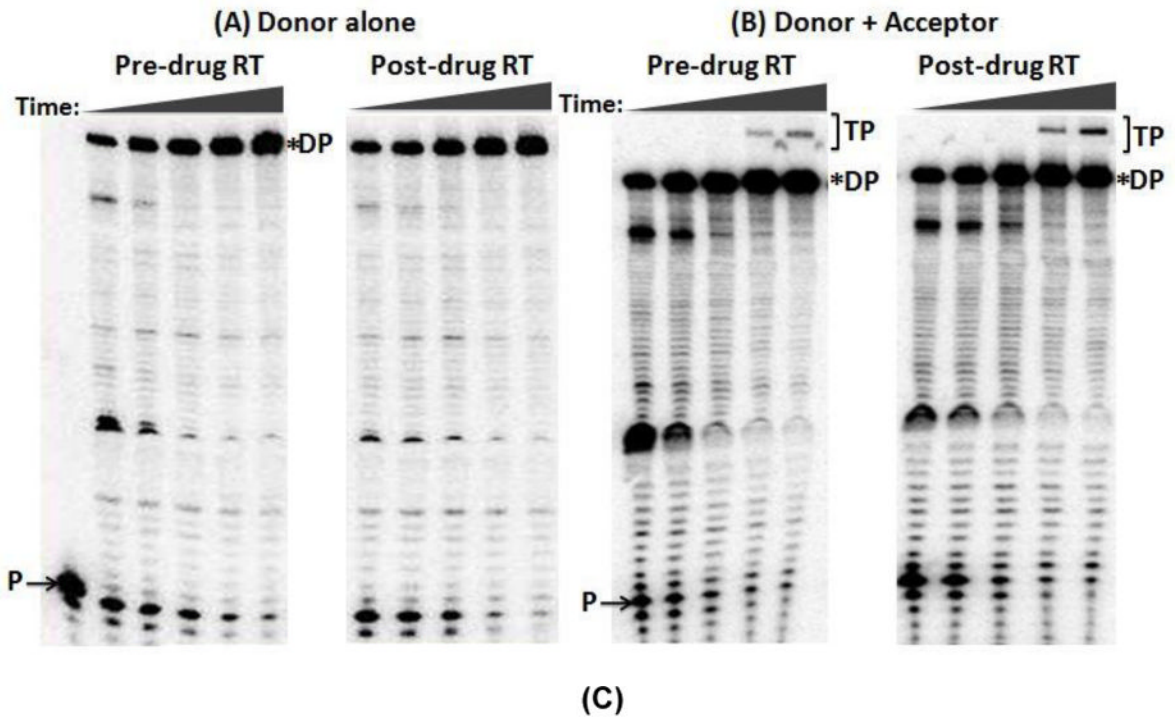 (A) Donor alone (B) Donor + Acceptor
Pre-drug RT Post-drug RT Pre-drug RT Post-drug RT
Time: Time:
TP TP
*DP *DP *DP
P P
(C)